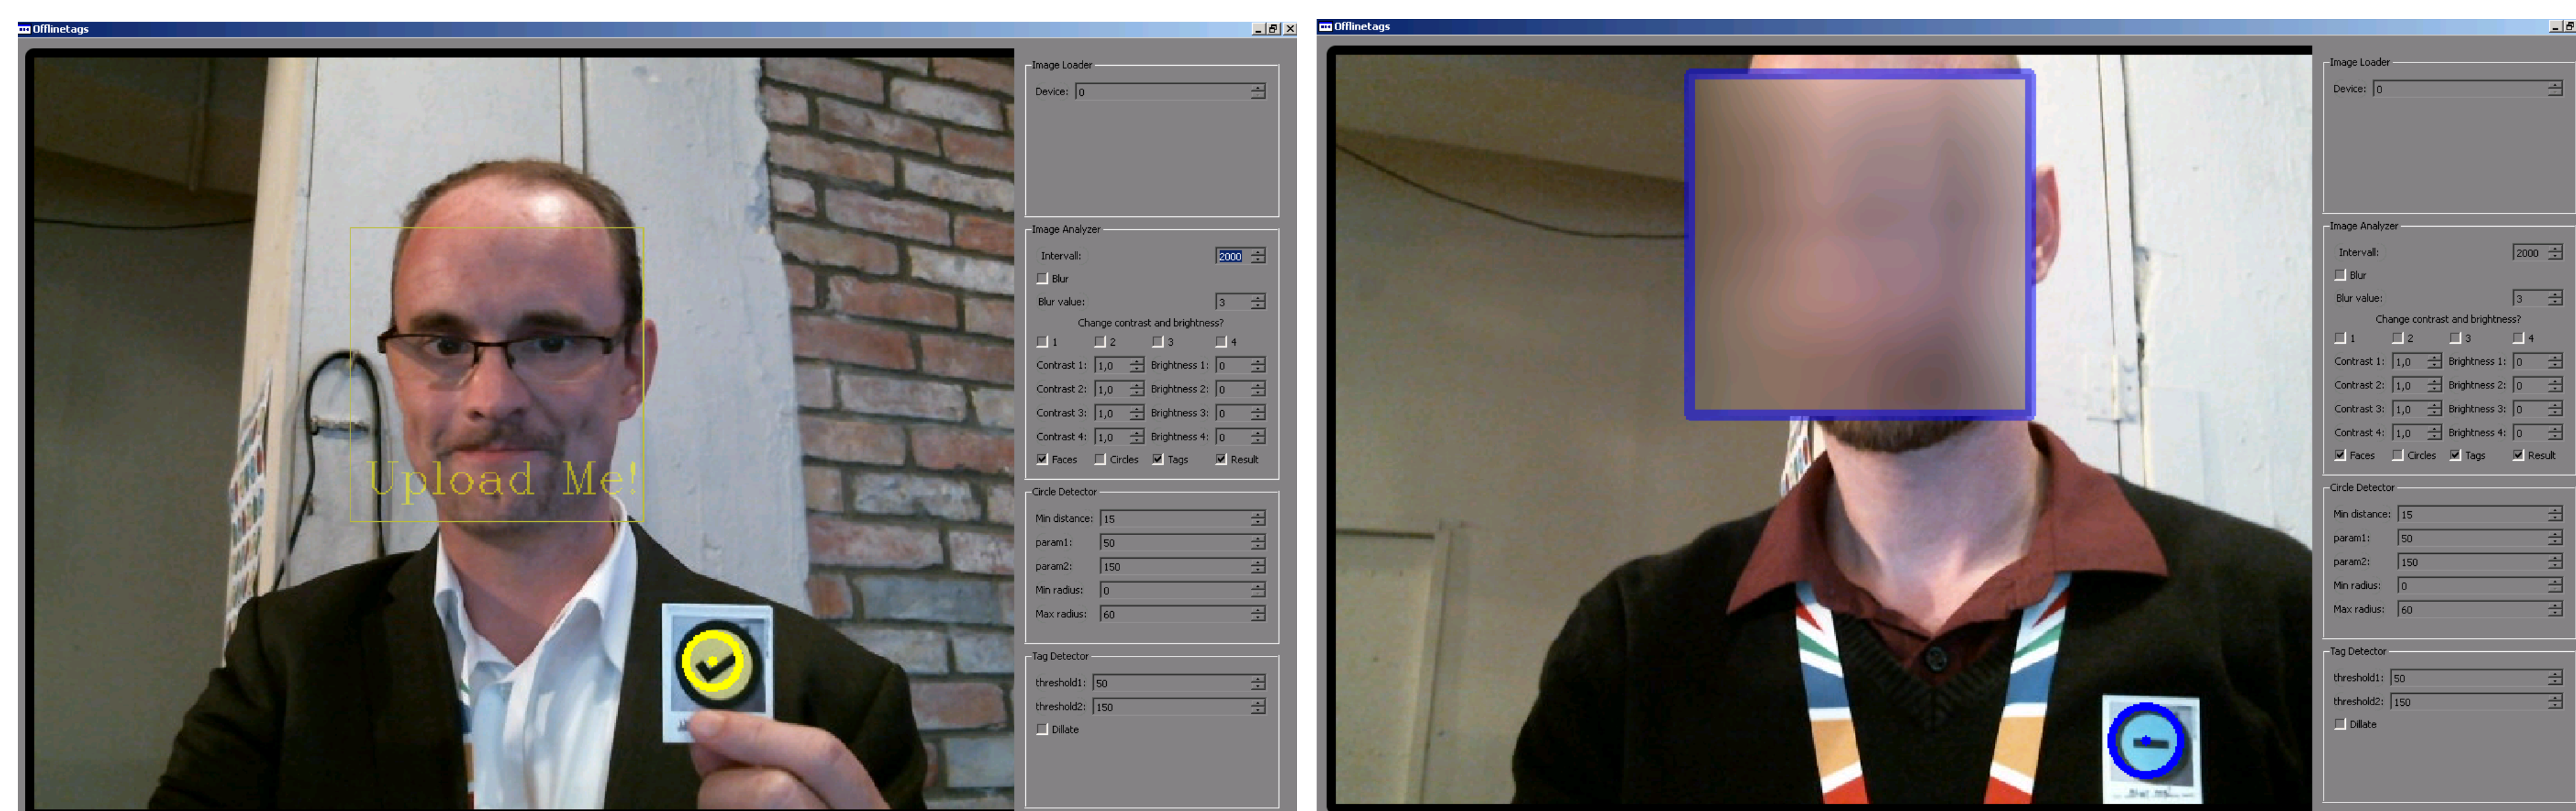 Offlinetags
Upload Me!
Image Loader
Device: 0
Image Analyzer
Intervall: 2000
Blur
Blur value: 3
Change contrast and brightness?
1 2 3 4
Contrast 1: 1,0 Brightness 1: 0
Contrast 2: 1,0 Brightness 2: 0
Contrast 3: 1,0 Brightness 3: 0
Contrast 4: 1,0 Brightness 4: 0
Faces Circles Tags Result
Circle Detector
Min distance: 15
param1: 50
param2: 150
Min radius: 0
Max radius: 60
Tag Detector
threshold1: 50
threshold2: 150
Dillate
Offlinetags
Blur me!
Image Loader
Device: 0
Image Analyzer
Intervall: 2000
Blur
Blur value: 3
Change contrast and brightness?
1 2 3 4
Contrast 1: 1,0 Brightness 1: 0
Contrast 2: 1,0 Brightness 2: 0
Contrast 3: 1,0 Brightness 3: 0
Contrast 4: 1,0 Brightness 4: 0
Faces Circles Tags Result
Circle Detector
Min distance: 15
param1: 50
param2: 150
Min radius: 0
Max radius: 60
Tag Detector
threshold1: 50
threshold2: 150
Dillate